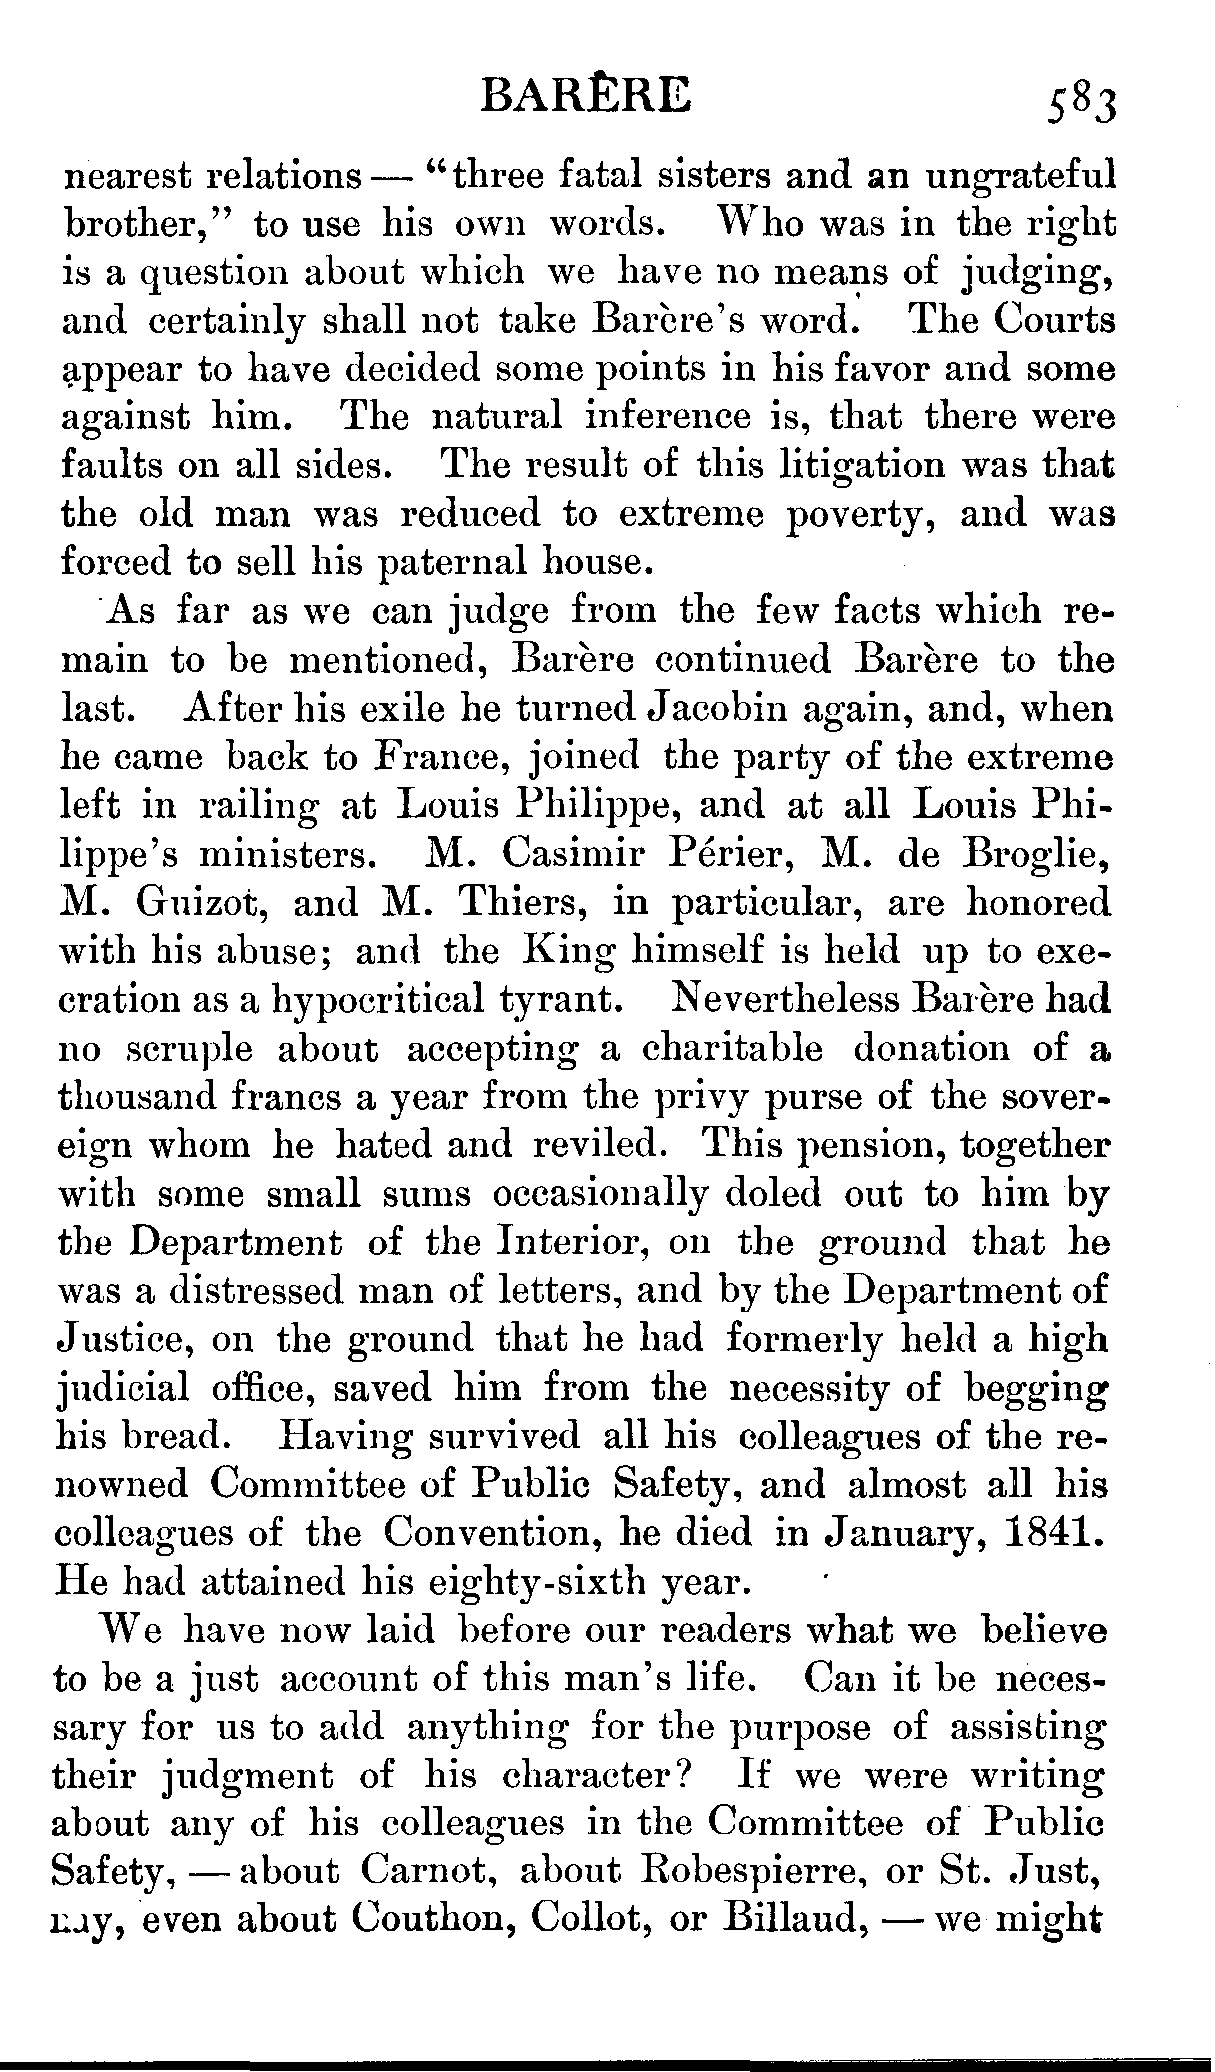 BARÈRE 583
nearest relations — "three fatal sisters and an ungrateful
brother," to use his own words. Who was in the right
is a question about which we have no means of judging,
and certainly shall not take Barère's word. The Courts
appear to have decided some points in his favor and some
against him. The natural inference is, that there were
faults on all sides. The result of this litigation was that
the old man was reduced to extreme poverty, and was
forced to sell his paternal house.
As far as we can judge from the few facts which re-
main to be mentioned, Barère continued Barère to the
last. After his exile he turned Jacobin again, and, when
he came back to France, joined the party of the extreme
left in railing at Louis Philippe, and at all Louis Phi-
lippe's ministers. M. Casimir Périer, M. de Broglie,
M. Guizot, and M. Thiers, in particular, are honored
with his abuse; and the King himself is held up to exe-
cration as a hypocritical tyrant. Nevertheless Barère had
no scruple about accepting a charitable donation of a
thousand francs a year from the privy purse of the sover-
eign whom he hated and reviled. This pension, together
with some small sums occasionally doled out to him by
the Department of the Interior, on the ground that he
was a distressed man of letters, and by the Department of
Justice, on the ground that he had formerly held a high
judicial office, saved him from the necessity of begging
his bread. Having survived all his colleagues of the re-
nowned Committee of Public Safety, and almost all his
colleagues of the Convention, he died in January, 1841.
He had attained his eighty-sixth year.
We have now laid before our readers what we believe
to be a just account of this man's life. Can it be neces-
sary for us to add anything for the purpose of assisting
their judgment of his character? If we were writing
about any of his colleagues in the Committee of Public
Safety, — about Carnot, about Robespierre, or St. Just,
nay, even about Couthon, Collot, or Billaud, — we might